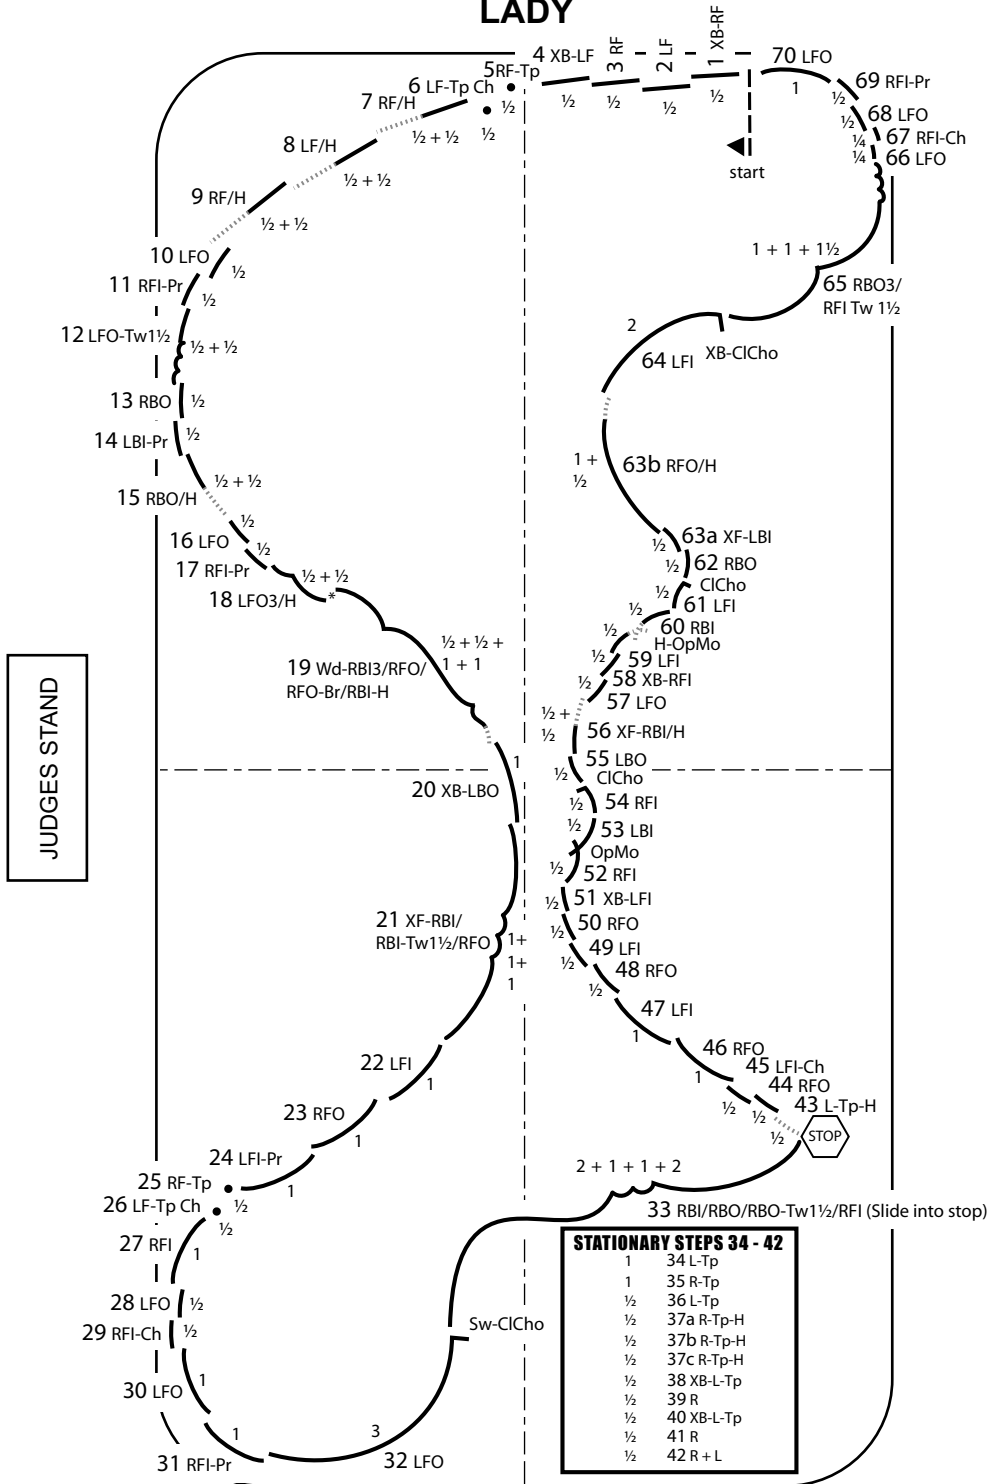 LADY
1 XB-RF
½
2 LF
½
3 RF
½
4 XB-LF
½
5 RF-Tp
½
6 LF-Tp Ch
½
7 RF/H
½ + ½
8 LF/H
½ + ½
9 RF/H
½ + ½
10 LFO
½
11 RFI-Pr
½
12 LFO-Tw1½
½ + ½
13 RBO
½
14 LBI-Pr
½
15 RBO/H
½ + ½
16 LFO
½
17 RFI-Pr
½
18 LFO3/H
½ + ½
*
19 Wd-RBI3/RFO/
RFO-Br/RBI-H
½ + ½ +
1 + 1
20 XB-LBO
1
21 XF-RBI/
RBI-Tw1½/RFO
1+
1+
1
22 LFI
1
23 RFO
1
24 LFI-Pr
1
25 RF-Tp
½
26 LF-Tp Ch
½
27 RFI
1
28 LFO
½
29 RFI-Ch
½
30 LFO
1
31 RFI-Pr
1
32 LFO
3
Sw-ClCho
33 RBI/RBO/RBO-Tw1½/RFI (Slide into stop)
2 + 1 + 1 + 2
STOP
STATIONARY STEPS 34 - 42
1 34 L-Tp
1 35 R-Tp
½ 36 L-Tp
½ 37a R-Tp-H
½ 37b R-Tp-H
½ 37c R-Tp-H
½ 38 XB-L-Tp
½ 39 R
½ 40 XB-L-Tp
½ 41 R
½ 42 R + L
43 L-Tp-H
½
44 RFO
½
45 LFI-Ch
½
46 RFO
1
47 LFI
1
48 RFO
½
49 LFI
½
50 RFO
½
51 XB-LFI
½
52 RFI
½
OpMo
53 LBI
½
54 RFI
½
ClCho
55 LBO
½
56 XF-RBI/H
½ +
½
57 LFO
½
58 XB-RFI
½
59 LFI
½
H-OpMo
60 RBI
½
61 LFI
½
ClCho
62 RBO
½
63a XF-LBI
½
63b RFO/H
1 +
½
64 LFI
2
XB-ClCho
65 RBO3/
RFI Tw 1½
1 + 1 + 1½
66 LFO
¼
67 RFI-Ch
¼
68 LFO
½
69 RFI-Pr
½
70 LFO
1
start
JUDGES STAND